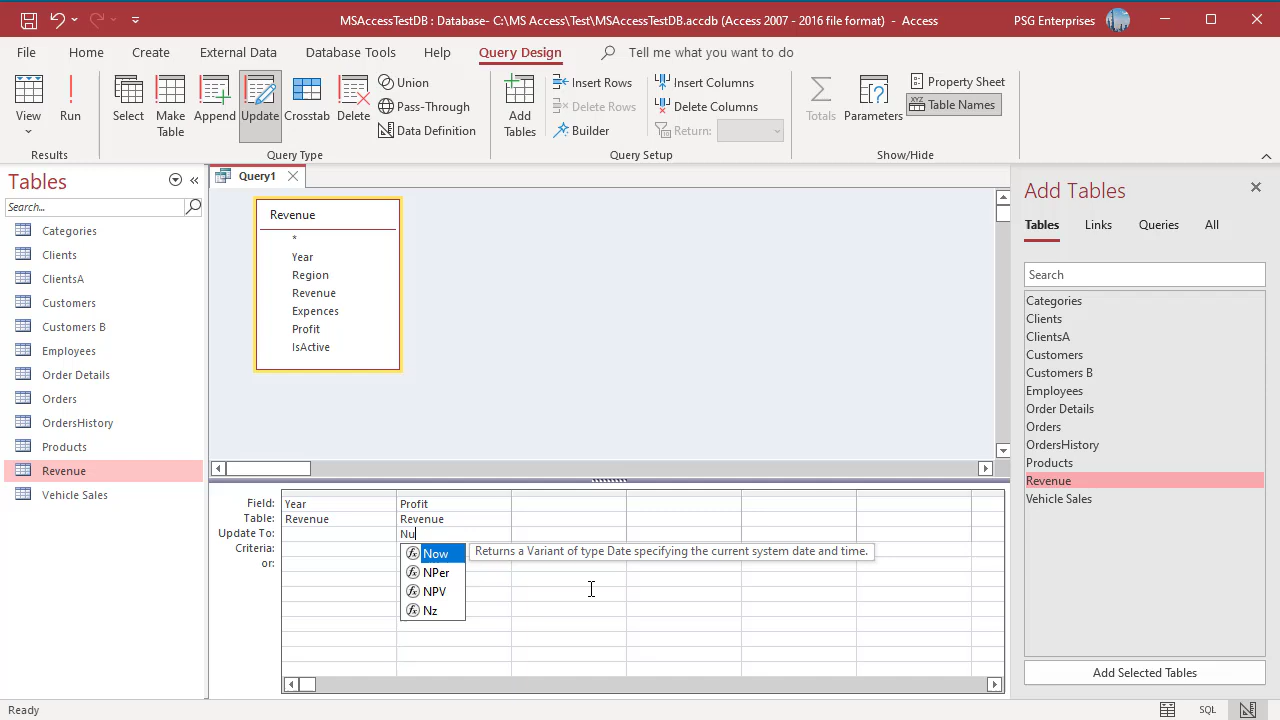 MSAccessTestDB : Database- C:\MS Access\Test\MSAccessTestDB.accdb (Access 2007 - 2016 file format) - Access
PSG Enterprises
File Home Create External Data Database Tools Help Query Design Tell me what you want to do
View
Run
Results
Select
Make Table
Append
Update
Crosstab
Delete
Union
Pass-Through
Data Definition
Query Type
Add Tables
Insert Rows
Delete Rows
Builder
Insert Columns
Delete Columns
Return:
Query Setup
Totals
Parameters
Property Sheet
XYZ Table Names
Show/Hide
Tables
Search...
Categories
Clients
ClientsA
Customers
Customers B
Employees
Order Details
Orders
OrdersHistory
Products
Revenue
Vehicle Sales
Query1
Revenue
*
Year
Region
Revenue
Expences
Profit
IsActive
Field: Year Profit
Table: Revenue Revenue
Update To: Nu
Criteria:
or:
fx Now
fx NPer
fx NPV
fx Nz
Returns a Variant of type Date specifying the current system date and time.
Add Tables
Tables Links Queries All
Search
Categories
Clients
ClientsA
Customers
Customers B
Employees
Order Details
Orders
OrdersHistory
Products
Revenue
Vehicle Sales
Add Selected Tables
Ready
SQL